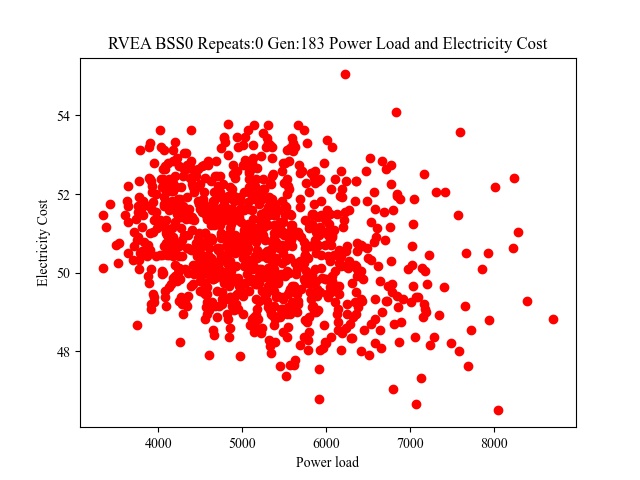 RVEA BSS0 Repeats:0 Gen:183 Power Load and Electricity Cost
54
52
50
48
Electricity Cost
4000 5000 6000 7000 8000
Power load